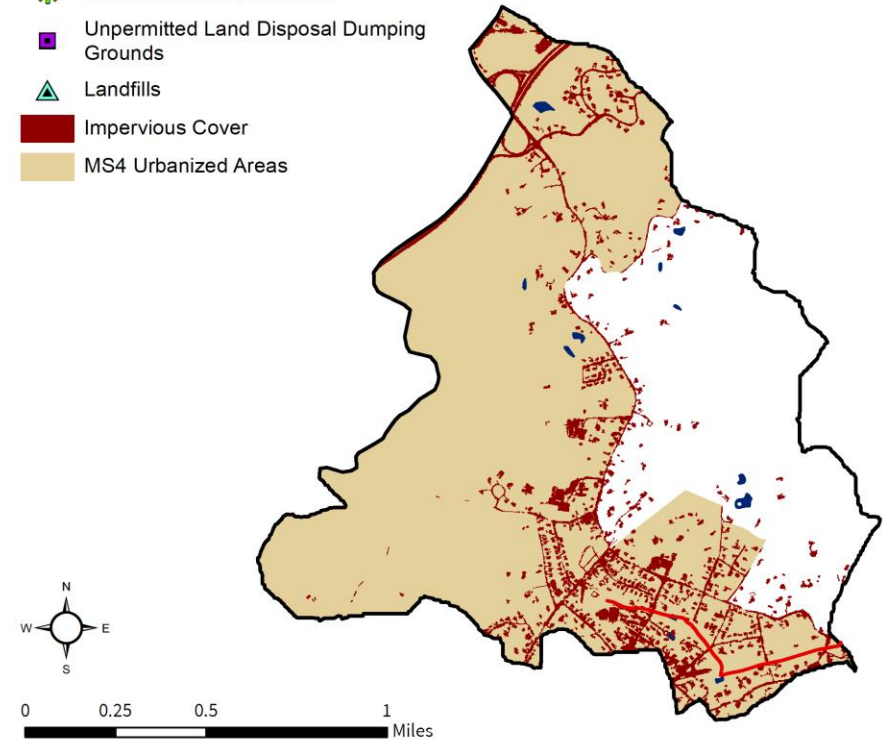 Unpermitted Land Disposal Dumping
Grounds
Landfills
Impervious Cover
MS4 Urbanized Areas
N
W E
S
0 0.25 0.5 1
Miles